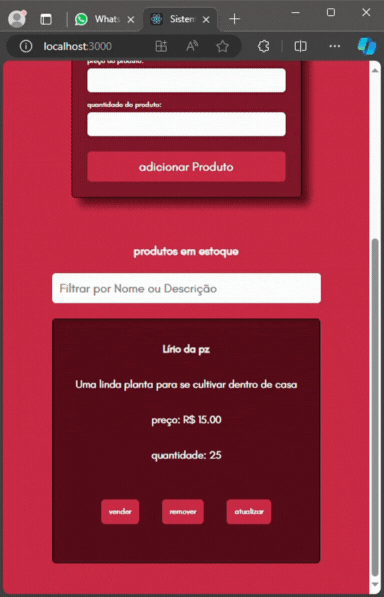 Whats
Sistem
localhost:3000
preço do produto:
quantidade do produto:
adicionar Produto
produtos em estoque
Filtrar por Nome ou Descrição
Lírio da pz
Uma linda planta para se cultivar dentro de casa
preço: R$ 15.00
quantidade: 25
vender remover atualizar